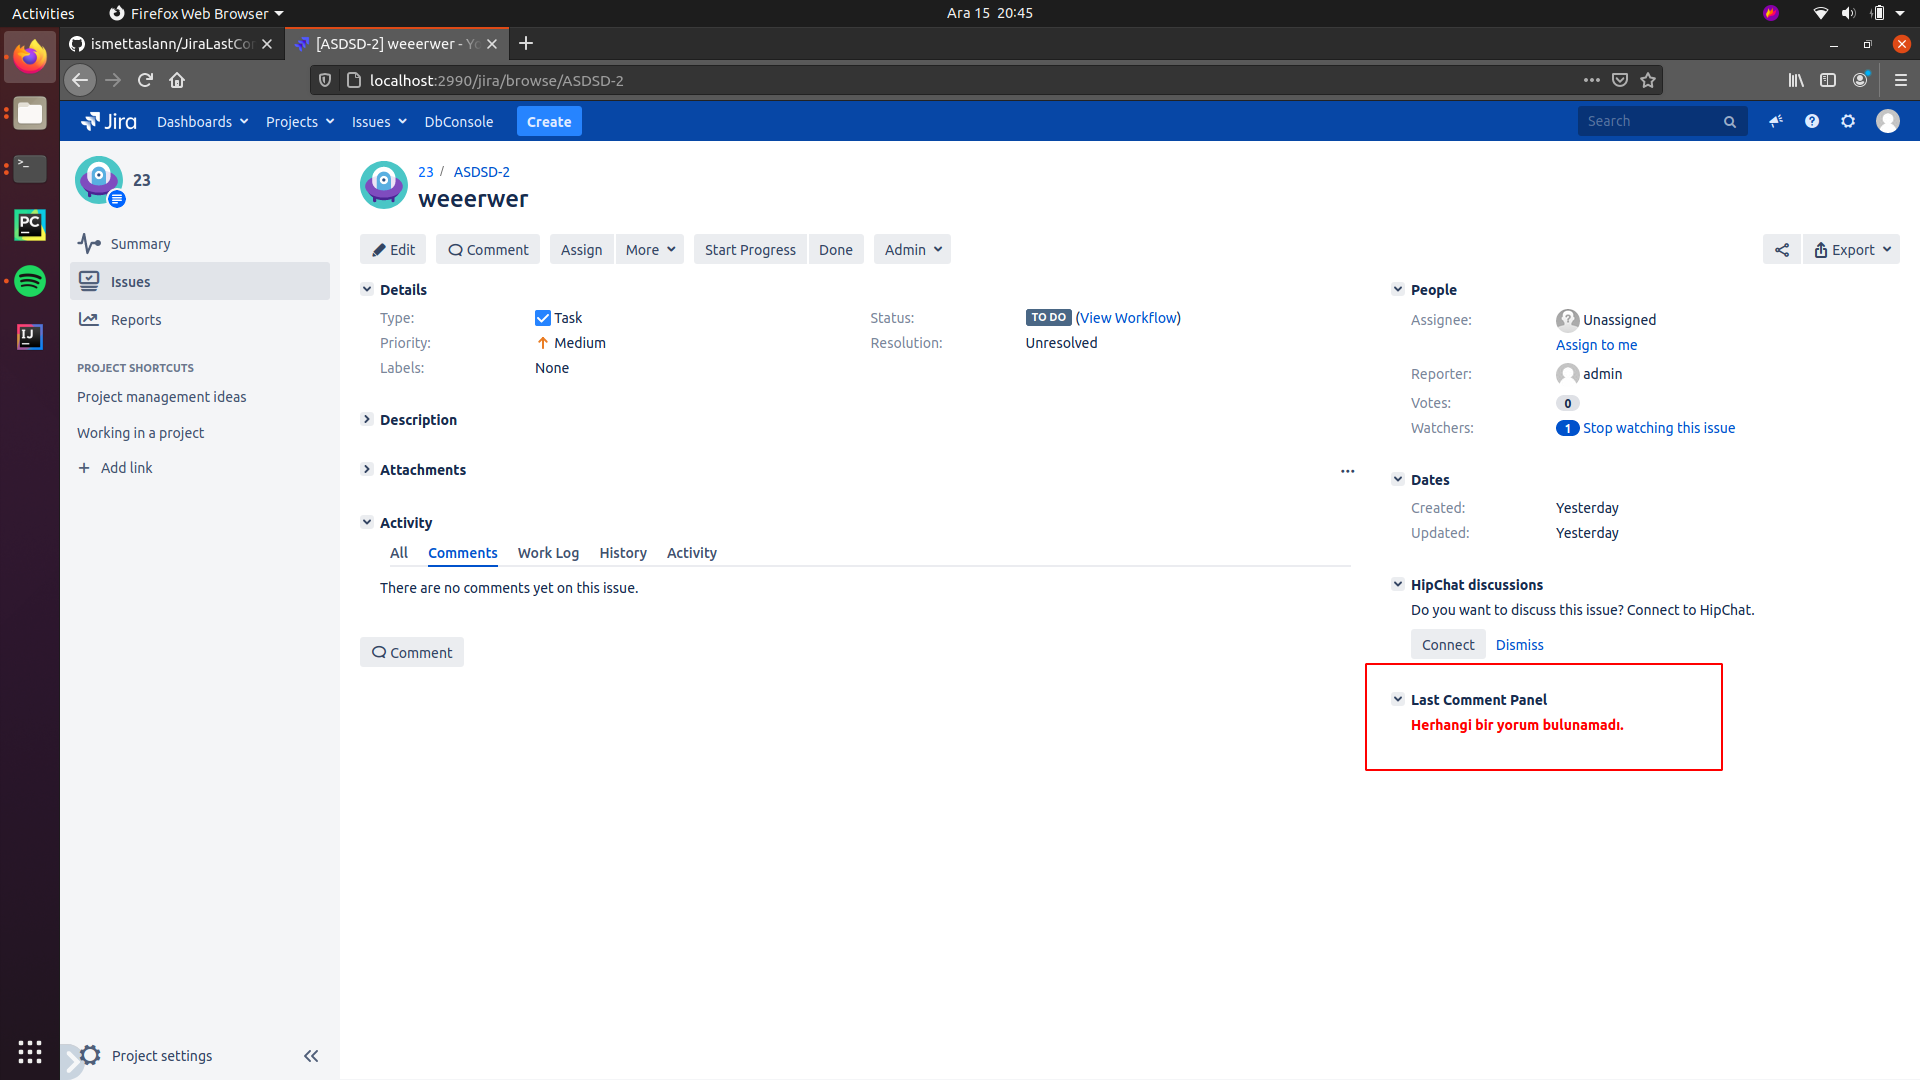 Activities
Firefox Web Browser
Ara 15 20:45
ismettaslann/JiraLastCo
[ASDSD-2] weeerwer - Yo
localhost:2990/jira/browse/ASDSD-2
Jira
Dashboards
Projects
Issues
DbConsole
Create
Search
23
Summary
Issues
Reports
PROJECT SHORTCUTS
Project management ideas
Working in a project
+ Add link
Project settings
23 / ASDSD-2
weeerwer
Edit
Comment
Assign
More
Start Progress
Done
Admin
Export
Details
Type: Task
Status: TO DO (View Workflow)
Priority: Medium
Resolution: Unresolved
Labels: None
Description
Attachments
Activity
All
Comments
Work Log
History
Activity
There are no comments yet on this issue.
Comment
People
Assignee: Unassigned
Assign to me
Reporter: admin
Votes: 0
Watchers: 1 Stop watching this issue
Dates
Created: Yesterday
Updated: Yesterday
HipChat discussions
Do you want to discuss this issue? Connect to HipChat.
Connect
Dismiss
Last Comment Panel
Herhangi bir yorum bulunamadı.
PC
IJ